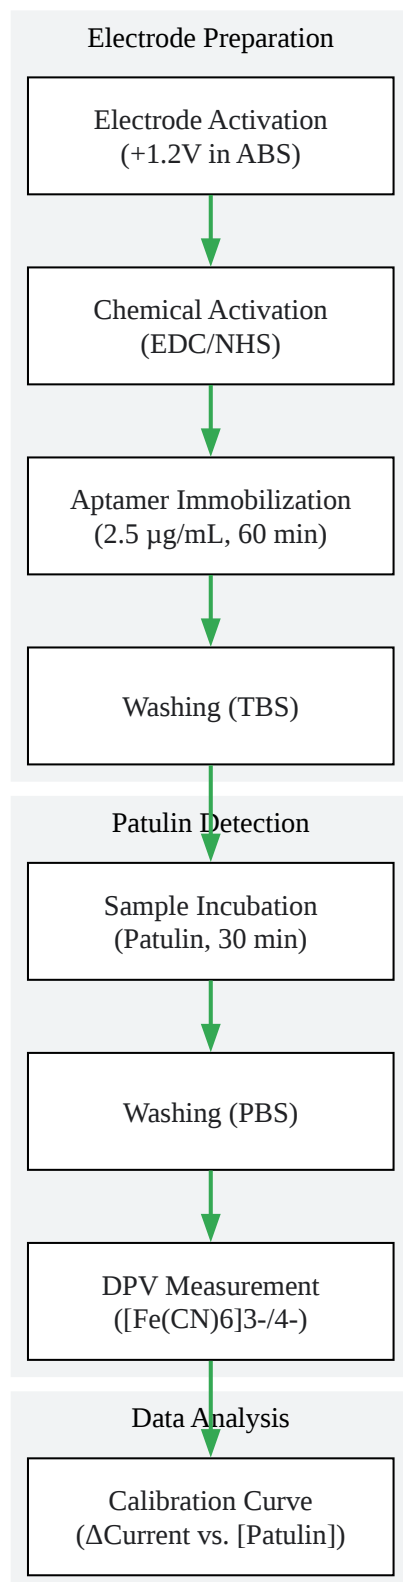 Electrode Preparation
Electrode Activation
(+1.2V in ABS)
Chemical Activation
(EDC/NHS)
Aptamer Immobilization
(2.5 µg/mL, 60 min)
Washing (TBS)
Patulin Detection
Sample Incubation
(Patulin, 30 min)
Washing (PBS)
DPV Measurement
([Fe(CN)6]3-/4-)
Data Analysis
Calibration Curve
(ΔCurrent vs. [Patulin])